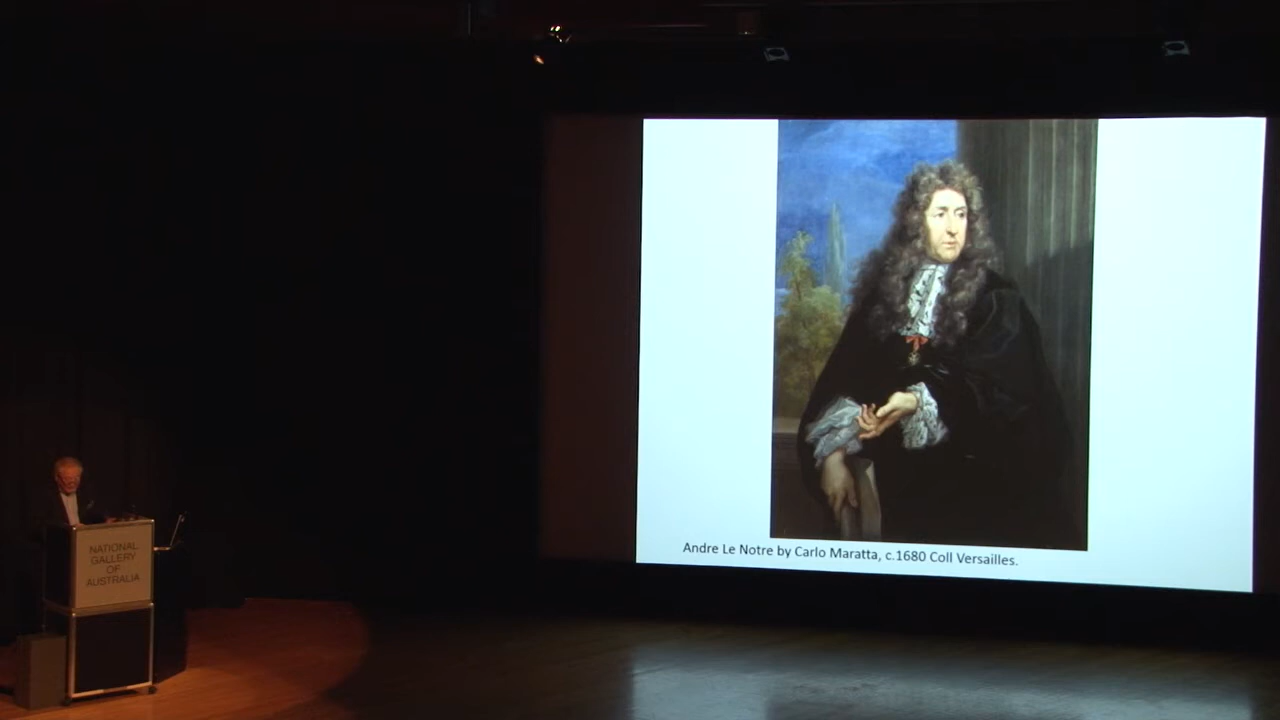 NATIONAL
GALLERY
OF
AUSTRALIA
Andre Le Notre by Carlo Maratta, c.1680 Coll Versailles.